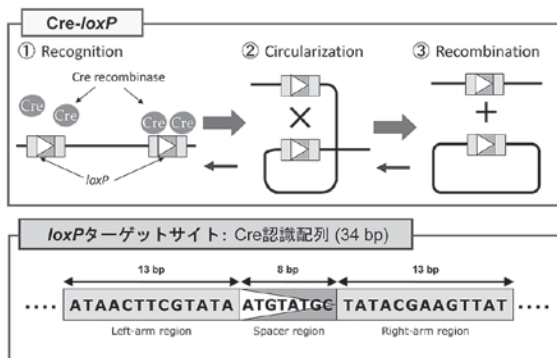 Cre-loxP
① Recognition
② Circularization
③ Recombination
Cre recombinase
Cre
Cre
Cre Cre
×
+
loxP
loxPターゲットサイト: Cre認識配列 (34 bp)
13 bp 8 bp 13 bp
.... ATAACTTCGTATA ATGTATGC TATACGAAGTTAT ....
Left-arm region Spacer region Right-arm region